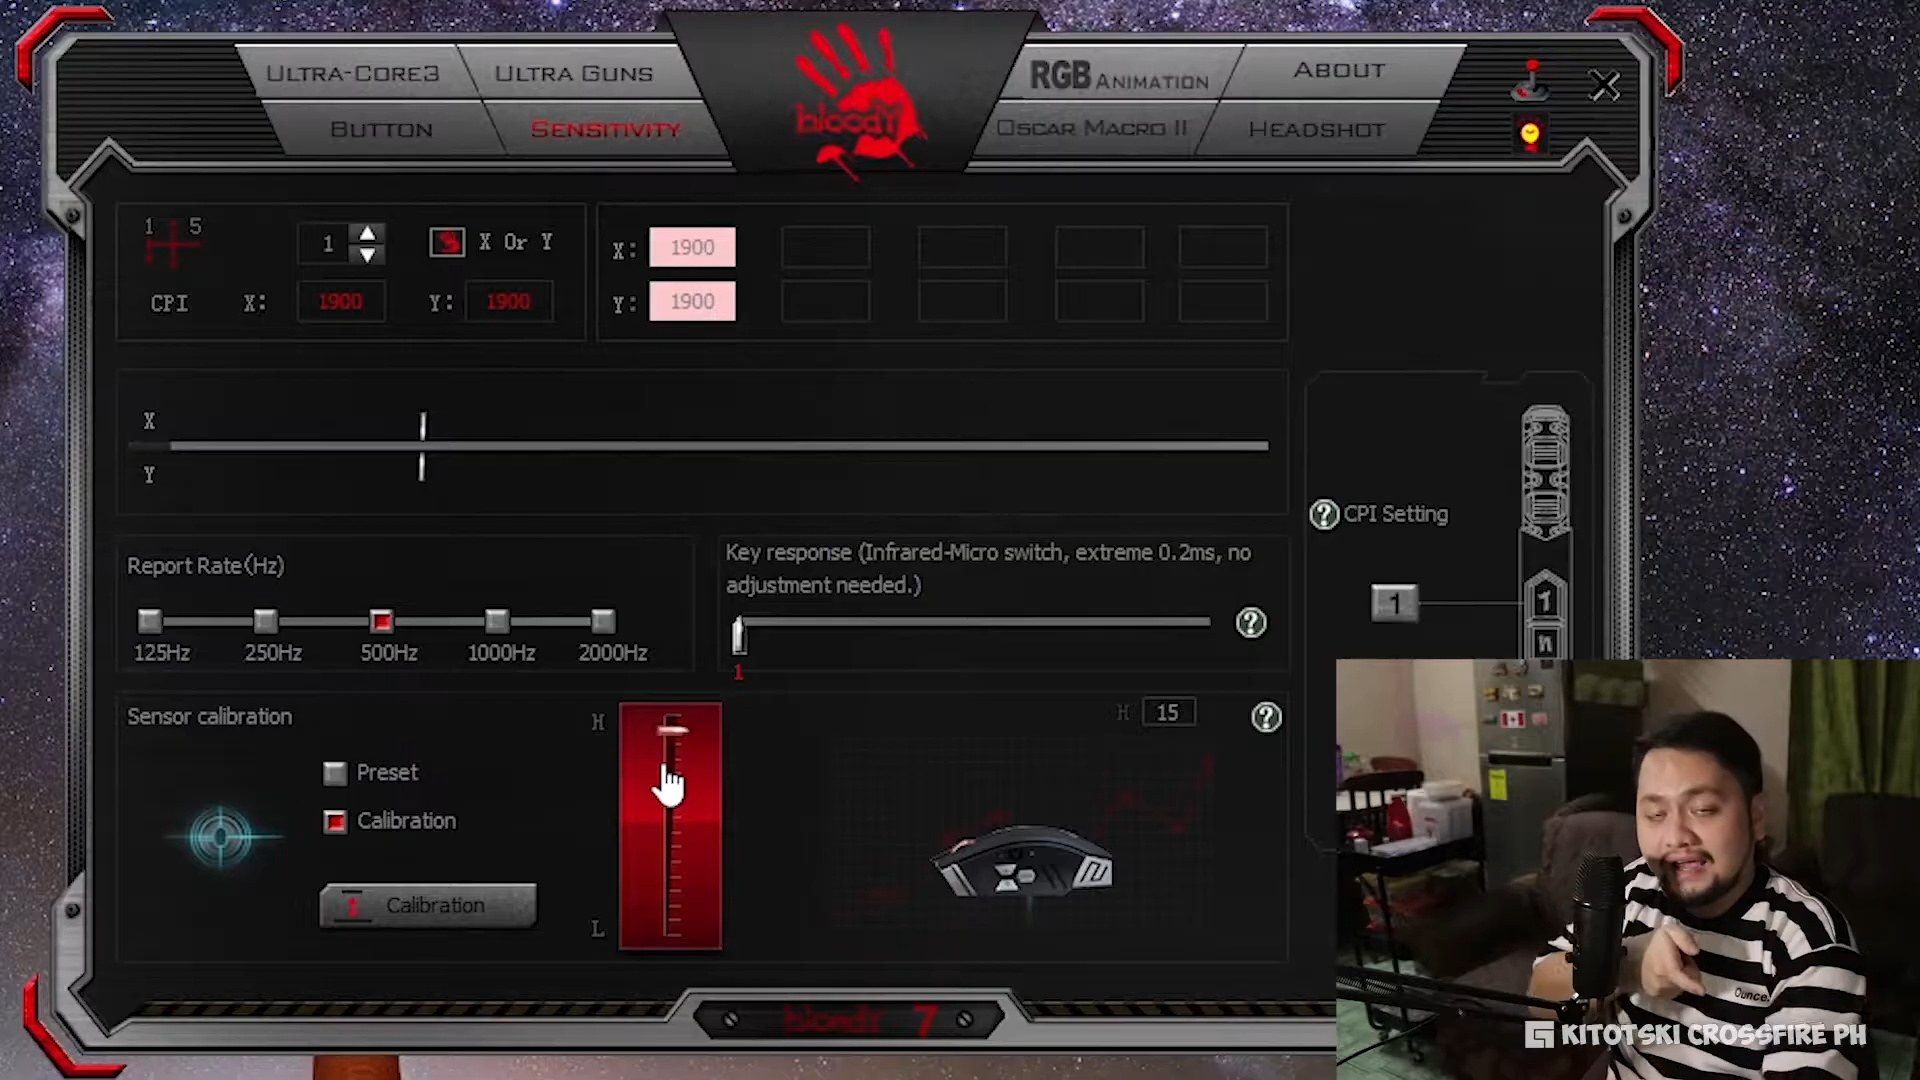 ULTRA-CORE3
ULTRA GUNS
RGB ANIMATION
ABOUT
BUTTON
SENSITIVITY
bloody
OSCAR MACRO II
HEADSHOT
1 5
1
X Or Y
X: 1900
CPI X: 1900 Y: 1900
Y: 1900
X
Y
CPI Setting
Report Rate(Hz)
Key response (Infrared-Micro switch, extreme 0.2ms, no
adjustment needed.)
125Hz 250Hz 500Hz 1000Hz 2000Hz
1
1
1
n
Sensor calibration
H
H 15
Preset
Calibration
Calibration
L
bloody 7
Ounce.
KITOTSKI CROSSFIRE PH